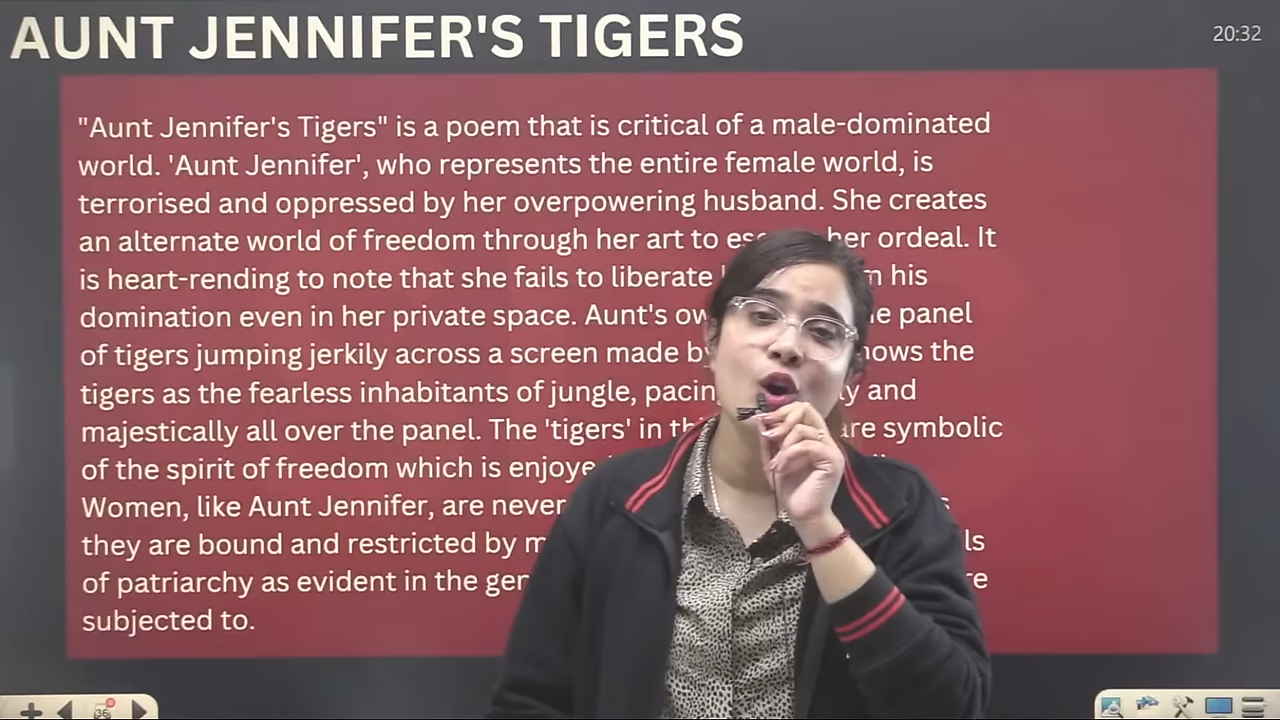 AUNT JENNIFER'S TIGERS
20:32
"Aunt Jennifer's Tigers" is a poem that is critical of a male-dominated
world. 'Aunt Jennifer', who represents the entire female world, is
terrorised and oppressed by her overpowering husband. She creates
an alternate world of freedom through her art to her ordeal. It
is heart-rending to note that she fails to liberate his
domination even in her private space. Aunt's panel
of tigers jumping jerkily across a screen made the
tigers as the fearless inhabitants of jungle, and
majestically all over the panel. The 'tigers' in are symbolic
of the spirit of freedom which is
Women, like Aunt Jennifer, are never
they are bound and restricted by
of patriarchy as evident in the
subjected to.
36